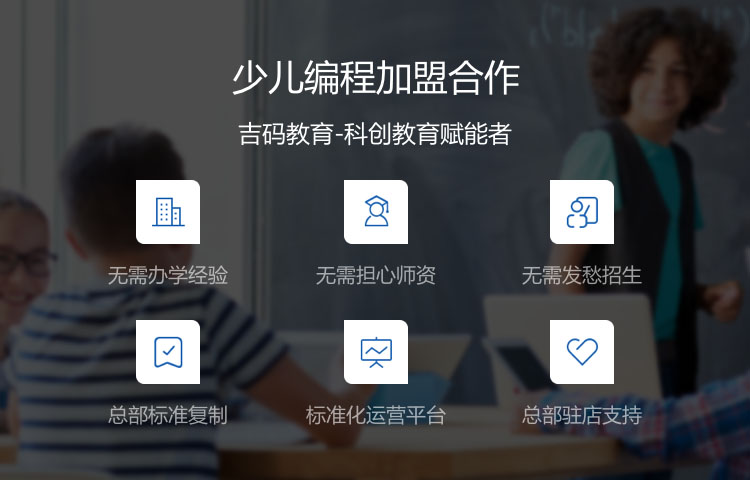 少儿编程加盟合作
吉码教育-科创教育赋能者
无需办学经验
无需担心师资
无需发愁招生
总部标准复制
标准化运营平台
总部驻店支持